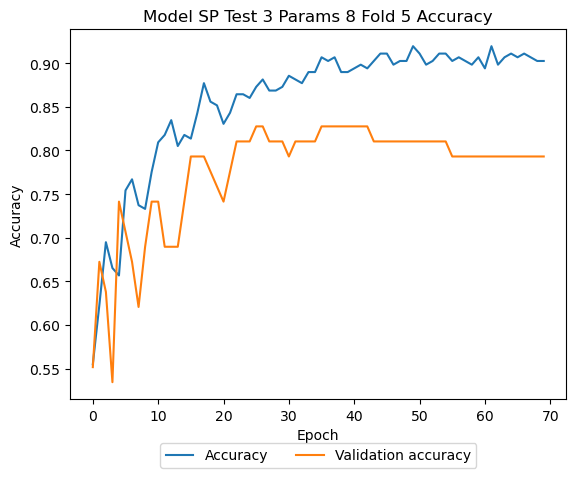 Model SP Test 3 Params 8 Fold 5 Accuracy
Accuracy
0.90
0.85
0.80
0.75
0.70
0.65
0.60
0.55
0 10 20 30 40 50 60 70
Epoch
Accuracy Validation accuracy